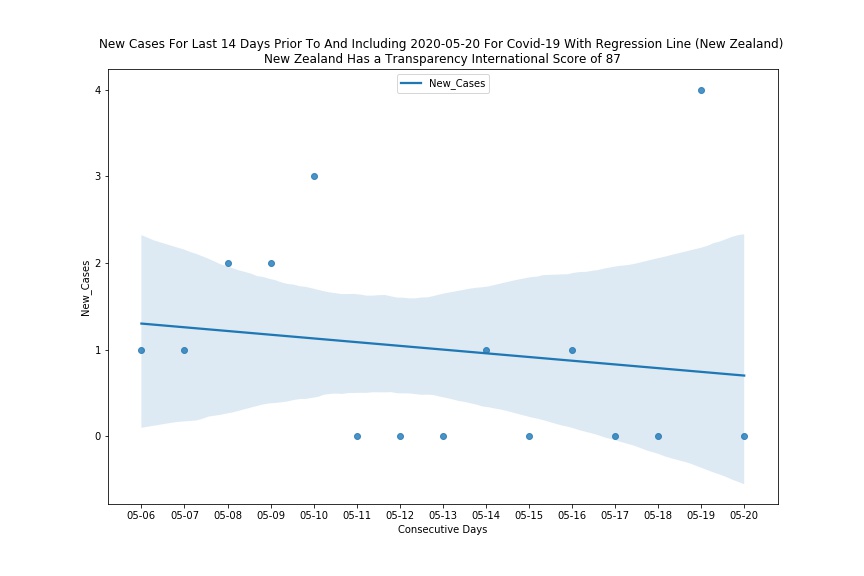 New Cases For Last 14 Days Prior To And Including 2020-05-20 For Covid-19 With Regression Line (New Zealand)
New Zealand Has a Transparency International Score of 87
New_Cases
4
3
2
1
0
New_Cases
05-06 05-07 05-08 05-09 05-10 05-11 05-12 05-13 05-14 05-15 05-16 05-17 05-18 05-19 05-20
Consecutive Days